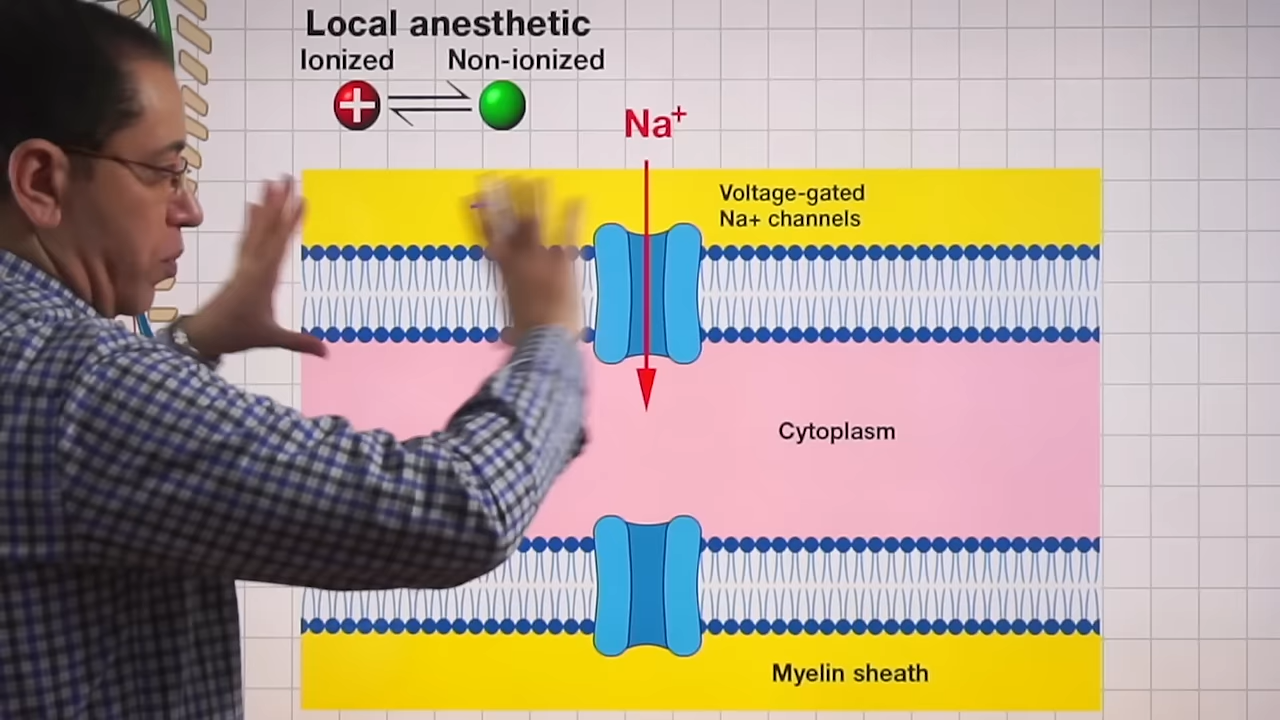 Local anesthetic
Ionized
Non-ionized
Na+
Voltage-gated
Na+ channels
Cytoplasm
Myelin sheath